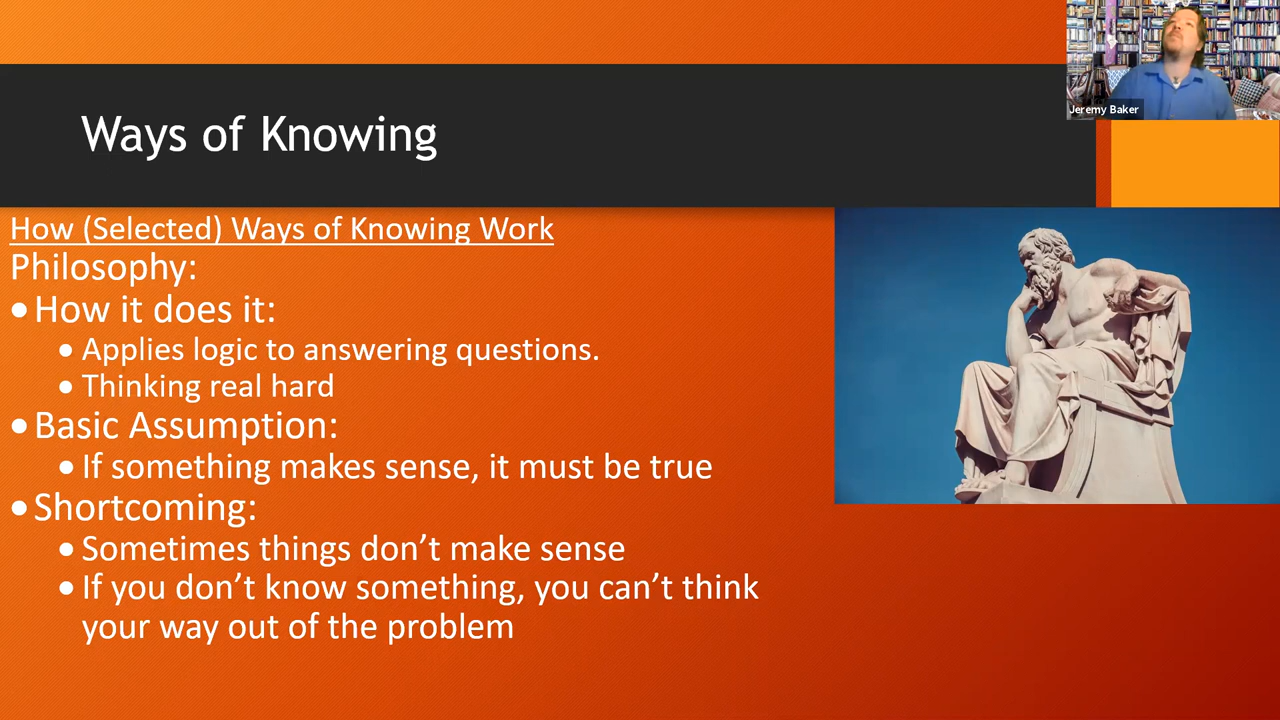 Jeremy Baker
Ways of Knowing
How (Selected) Ways of Knowing Work
Philosophy:
•How it does it:
• Applies logic to answering questions.
• Thinking real hard
•Basic Assumption:
• If something makes sense, it must be true
•Shortcoming:
• Sometimes things don’t make sense
• If you don’t know something, you can’t think
your way out of the problem